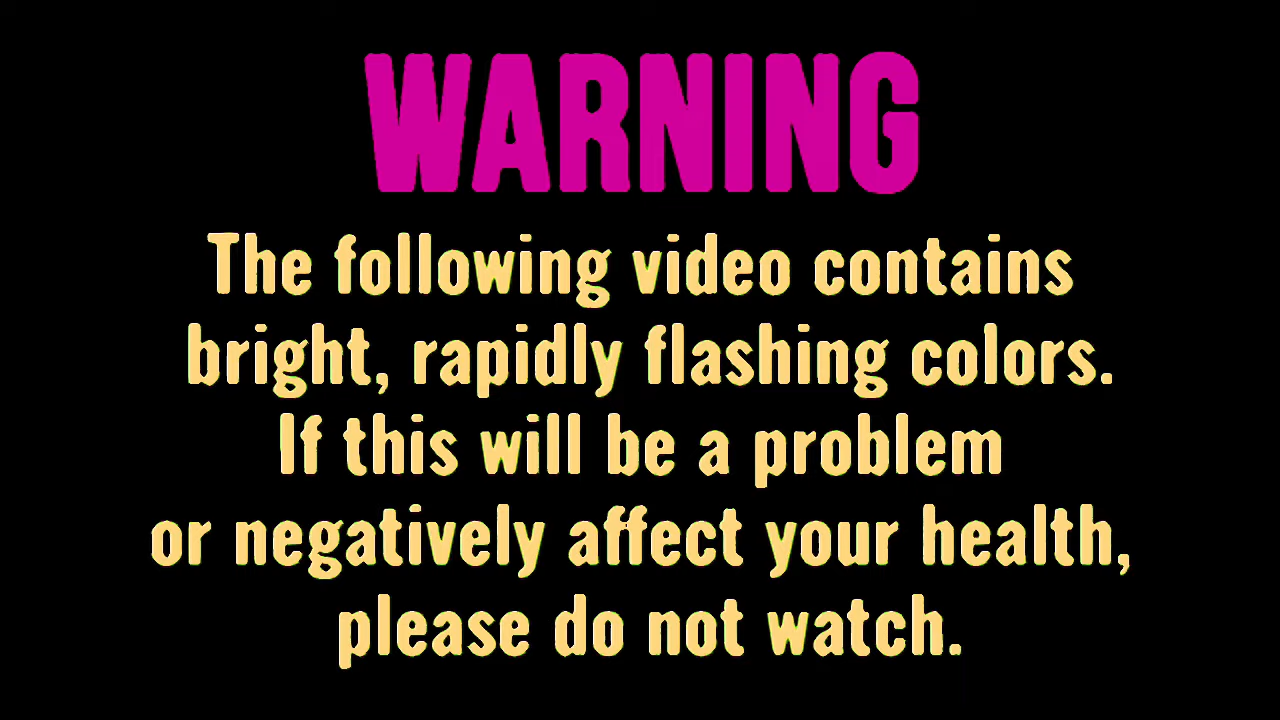 WARNING
The following video contains
bright, rapidly flashing colors.
If this will be a problem
or negatively affect your health,
please do not watch.